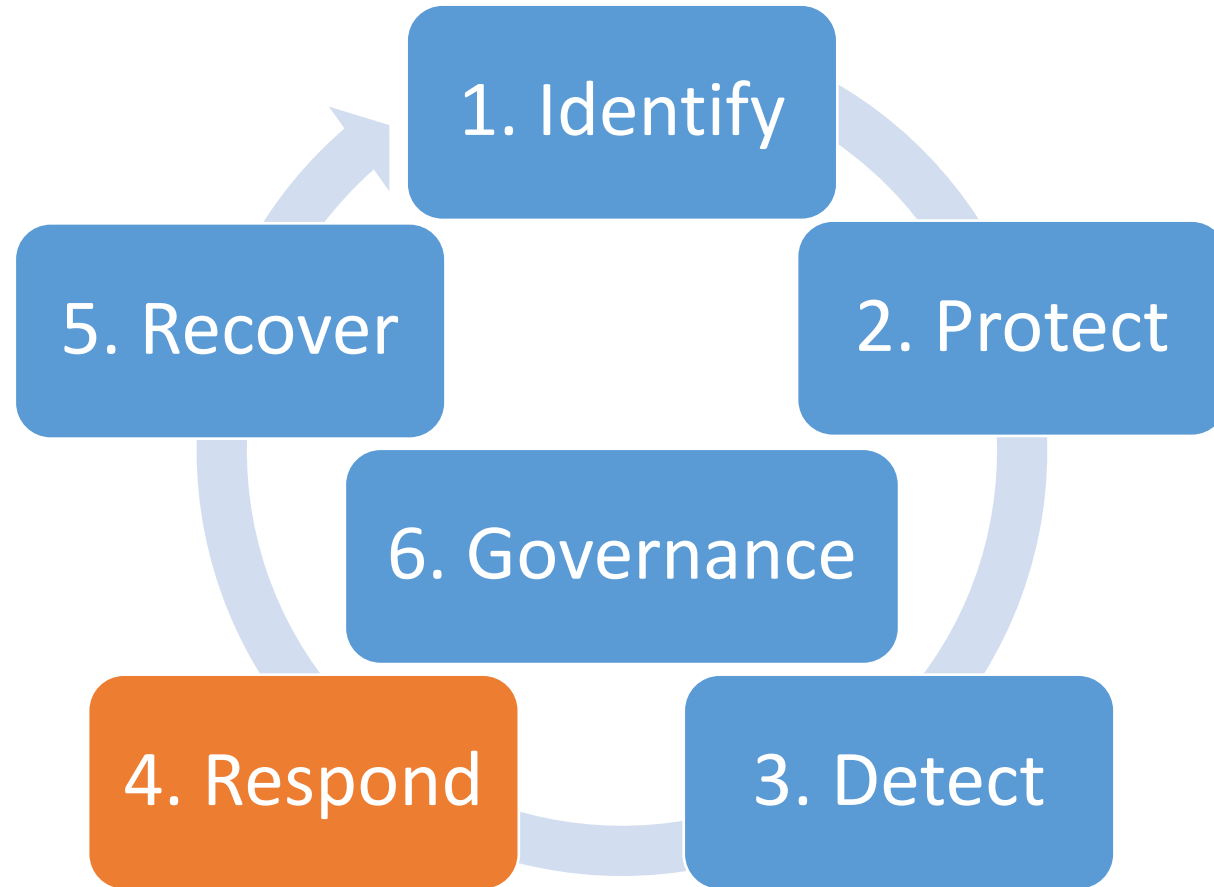 1. Identify
2. Protect
3. Detect
4. Respond
5. Recover
6. Governance